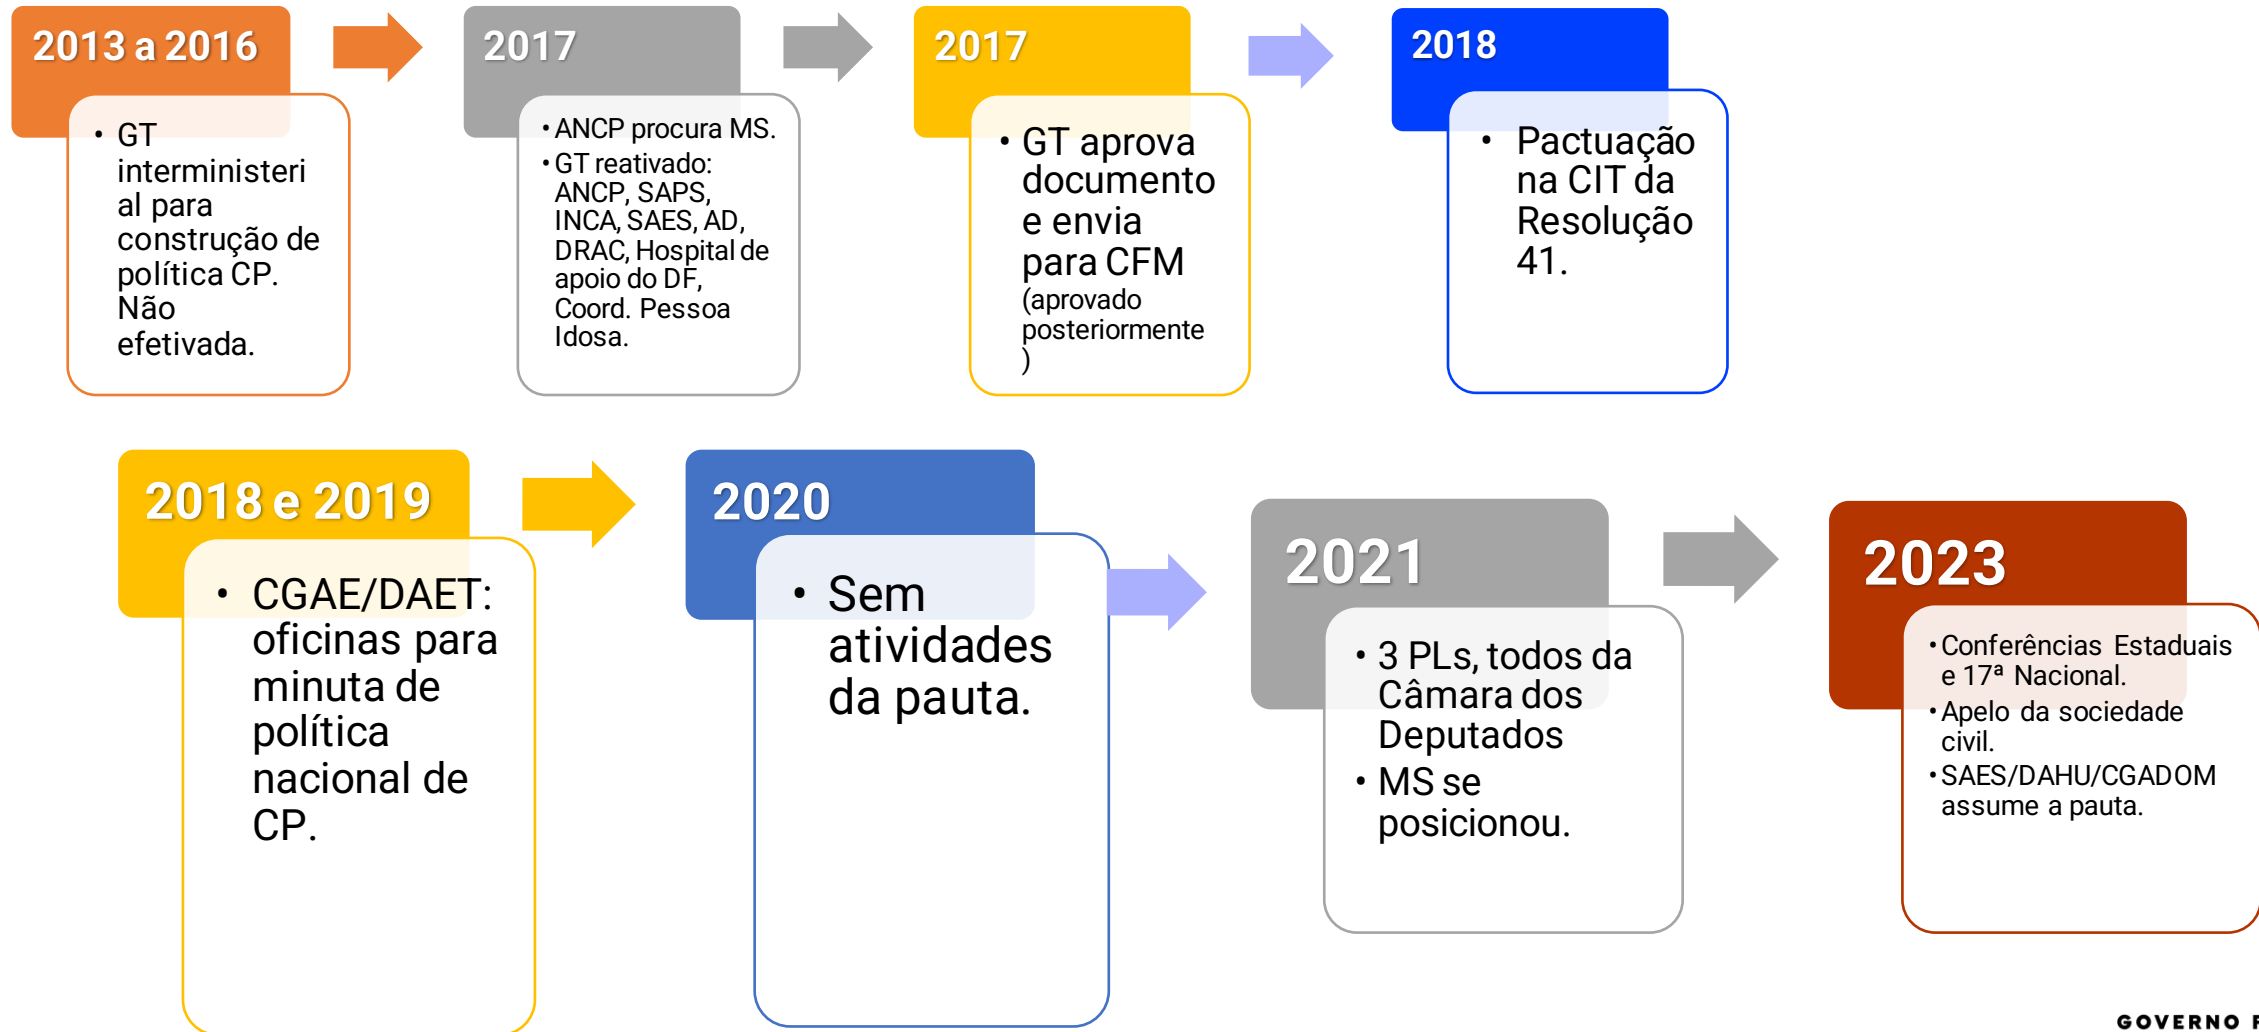 2013 a 2016
• GT
interministeri
al para
construção de
política CP.
Não
efetivada.
2017
• ANCP procura MS.
• GT reativado:
ANCP, SAPS,
INCA, SAES, AD,
DRAC, Hospital de
apoio do DF,
Coord. Pessoa
Idosa.
2017
• GT aprova
documento
e envia
para CFM
(aprovado
posteriormente
)
2018
• Pactuação
na CIT da
Resolução
41.
2018 e 2019
• CGAE/DAET:
oficinas para
minuta de
política
nacional de
CP.
2020
• Sem
atividades
da pauta.
2021
• 3 PLs, todos da
Câmara dos
Deputados
• MS se
posicionou.
2023
• Conferências Estaduais
e 17ª Nacional.
• Apelo da sociedade
civil.
• SAES/DAHU/CGADOM
assume a pauta.
GOVERNO